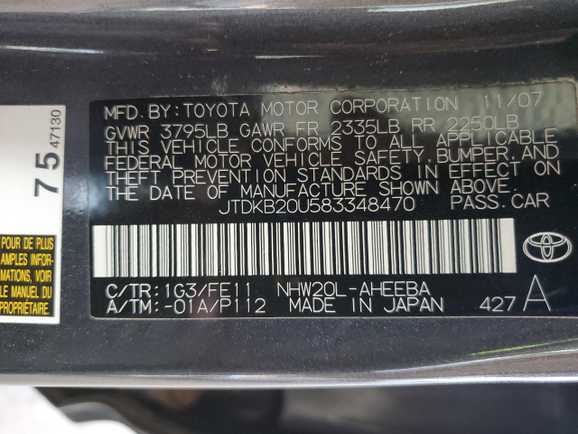 MFD. BY: TOYOTA MOTOR CORPORATION 11/07
GVWR 3795LB GAWR FR 2335LB RR 2250LB
THIS VEHICLE CONFORMS TO ALL APPLICABLE
FEDERAL MOTOR VEHICLE SAFETY, BUMPER, AND
THEFT PREVENTION STANDARDS IN EFFECT ON
THE DATE OF MANUFACTURE SHOWN ABOVE.
JTDKB20U583348470 PASS.CAR
C/TR:1G3/FE11 NHW20L-AHEEBA
A/TM:-01A/P112 MADE IN JAPAN 427 A
75 47130
POUR DE PLUS
AMPLES INFOR-
MATIONS, VOIR
LE MANUEL DU